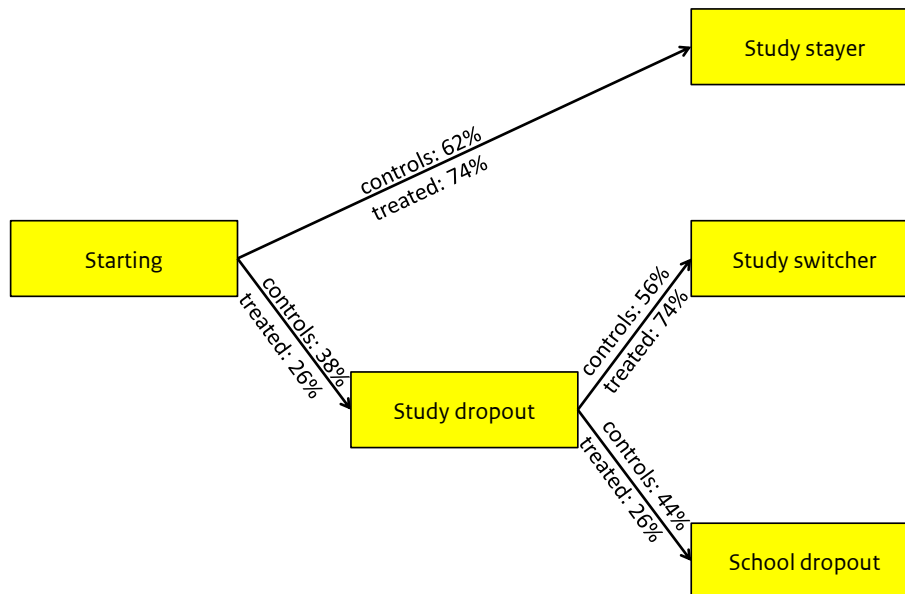 Study stayer
controls: 62%
treated: 74%
Starting
Study switcher
controls: 38%
treated: 26%
controls: 56%
treated: 74%
Study dropout
controls: 44%
treated: 26%
School dropout